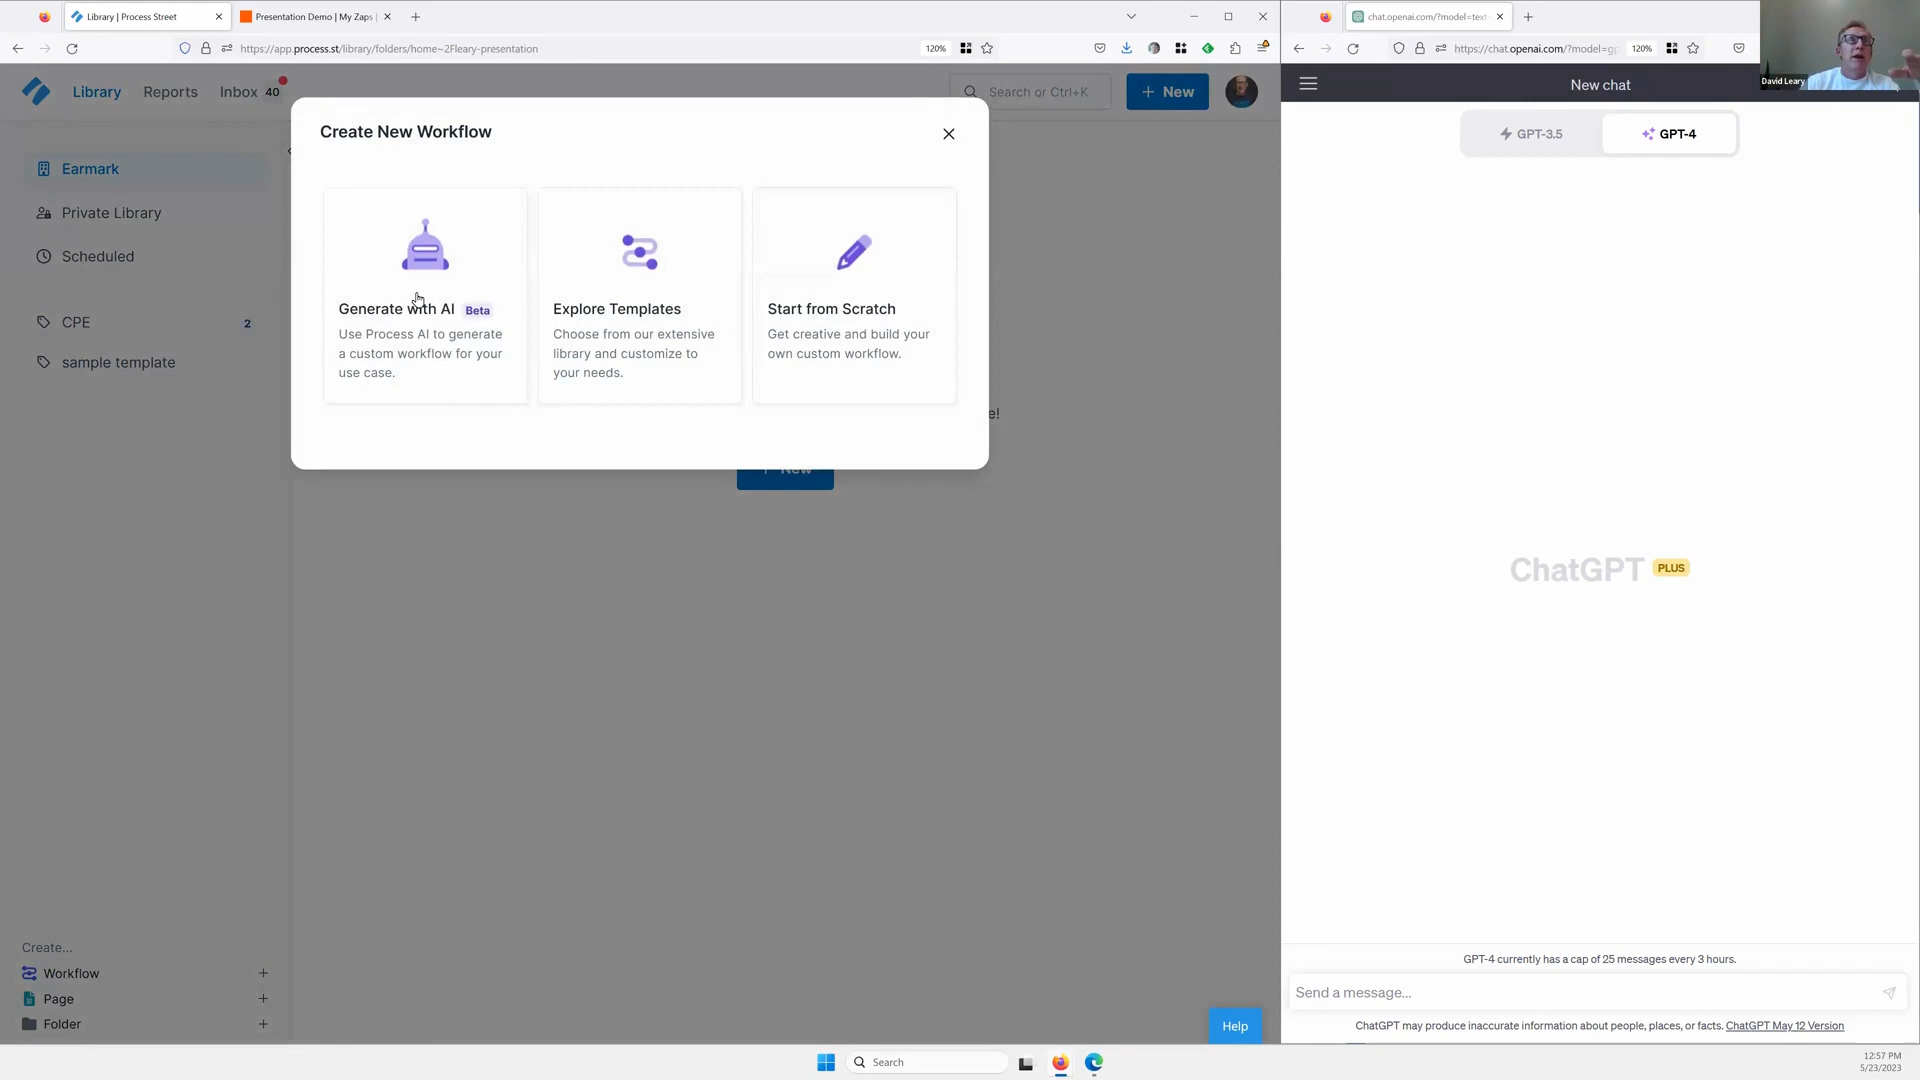 Library | Process Street
Presentation Demo | My Zaps |
https://app.process.st/library/folders/home~2Fleary-presentation
120%
Library
Reports
Inbox 40
Search or Ctrl+K
+ New
Earmark
Private Library
Scheduled
CPE 2
sample template
Create New Workflow
Generate with AI Beta
Use Process AI to generate
a custom workflow for your
use case.
Explore Templates
Choose from our extensive
library and customize to
your needs.
Start from Scratch
Get creative and build your
own custom workflow.
e!
+ New
Create...
Workflow
Page
Folder
Help
chat.openai.com/?model=text-
https://chat.openai.com/?model=gp
120%
David Leary
New chat
GPT-3.5
GPT-4
ChatGPT PLUS
GPT-4 currently has a cap of 25 messages every 3 hours.
Send a message...
ChatGPT may produce inaccurate information about people, places, or facts. ChatGPT May 12 Version
Search
12:57 PM
5/23/2023